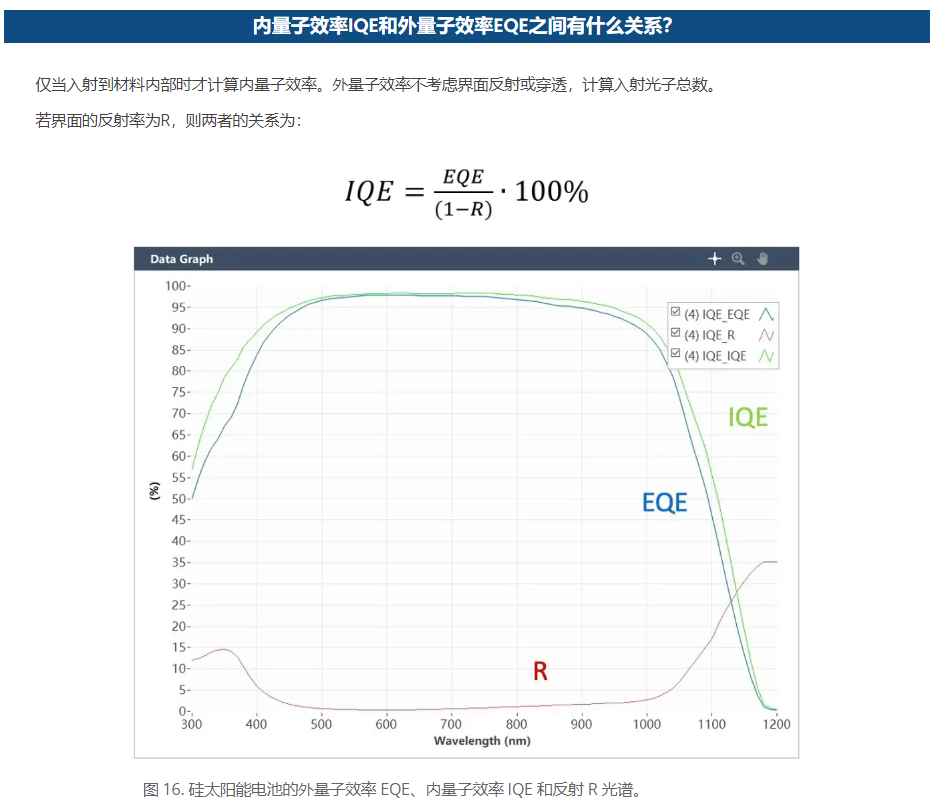 内量子效率IQE和外量子效率EQE之间有什么关系？
仅当入射到材料内部时才计算内量子效率。外量子效率不考虑界面反射或穿透，计算入射光子总数。
若界面的反射率为R，则两者的关系为：
IQE = EQE/(1−R) · 100%
Data Graph
100
95
90
85
80
75
70
65
60
55
50
45
40
35
30
25
20
15
10
5
0
(%)
(4) IQE_EQE
(4) IQE_R
(4) IQE_IQE
IQE
EQE
R
300 400 500 600 700 800 900 1000 1100 1200
Wavelength (nm)
图 16. 硅太阳能电池的外量子效率 EQE、内量子效率 IQE 和反射 R 光谱。